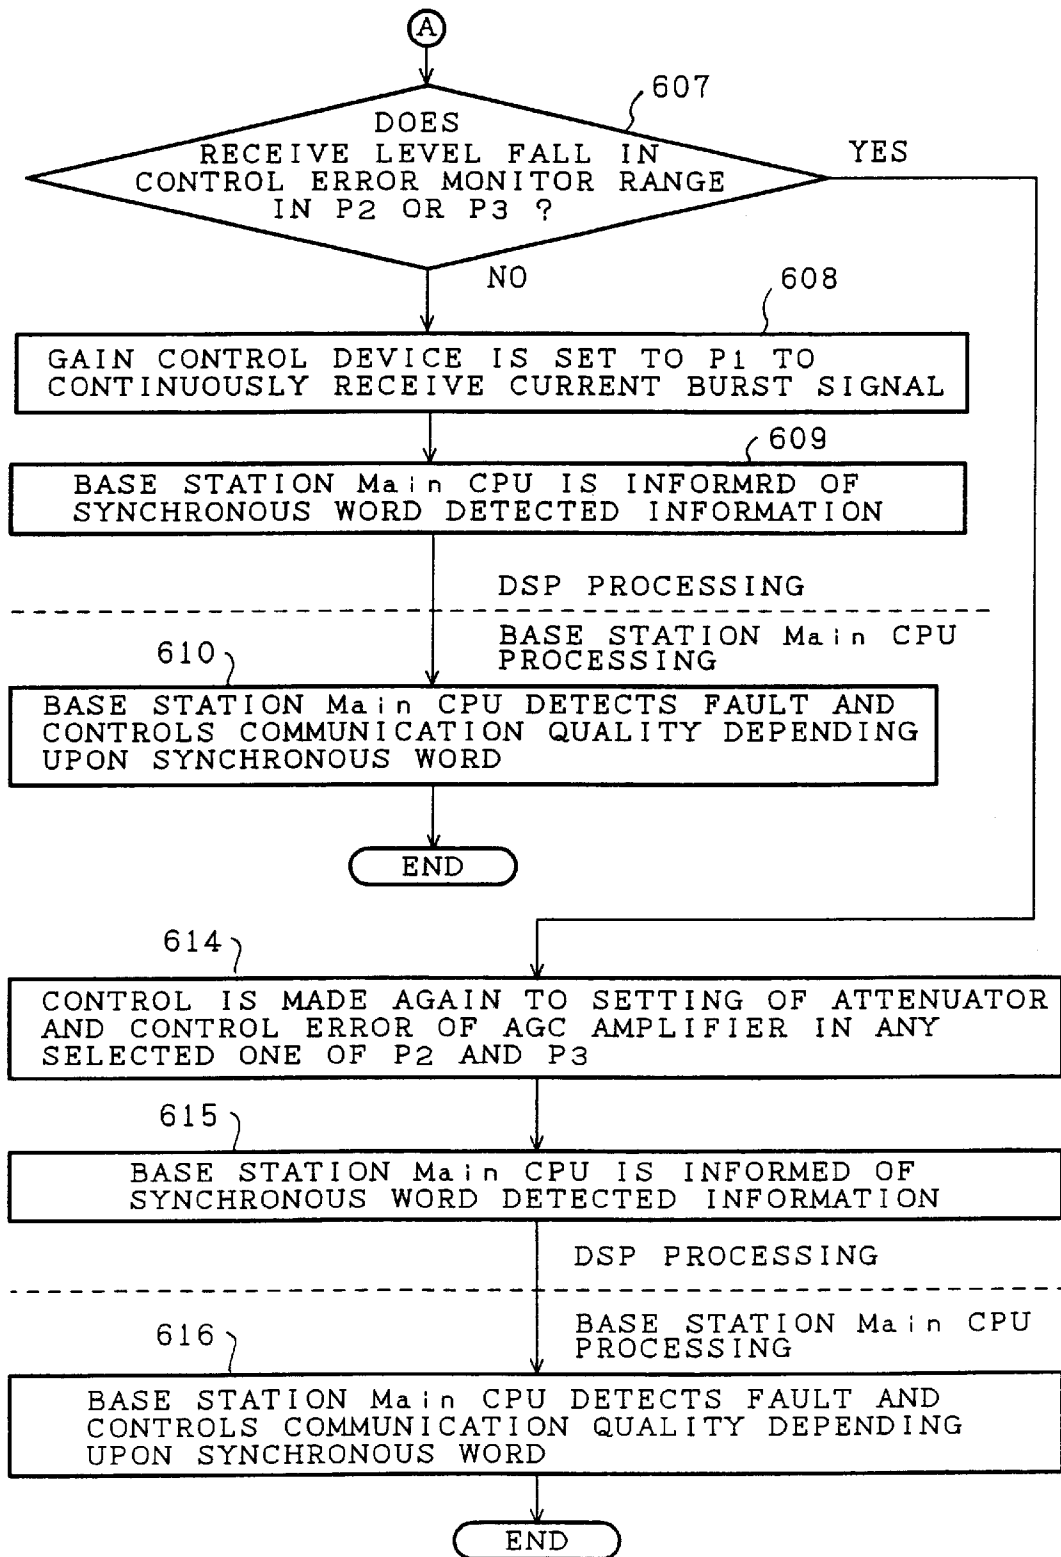 A
607
DOES
RECEIVE LEVEL FALL IN
CONTROL ERROR MONITOR RANGE
IN P2 OR P3 ?
YES
NO
608
GAIN CONTROL DEVICE IS SET TO P1 TO
CONTINUOUSLY RECEIVE CURRENT BURST SIGNAL
609
BASE STATION Main CPU IS INFORMRD OF
SYNCHRONOUS WORD DETECTED INFORMATION
DSP PROCESSING
BASE STATION Main CPU
PROCESSING
610
BASE STATION Main CPU DETECTS FAULT AND
CONTROLS COMMUNICATION QUALITY DEPENDING
UPON SYNCHRONOUS WORD
END
614
CONTROL IS MADE AGAIN TO SETTING OF ATTENUATOR
AND CONTROL ERROR OF AGC AMPLIFIER IN ANY
SELECTED ONE OF P2 AND P3
615
BASE STATION Main CPU IS INFORMED OF
SYNCHRONOUS WORD DETECTED INFORMATION
DSP PROCESSING
BASE STATION Main CPU
PROCESSING
616
BASE STATION Main CPU DETECTS FAULT AND
CONTROLS COMMUNICATION QUALITY DEPENDING
UPON SYNCHRONOUS WORD
END